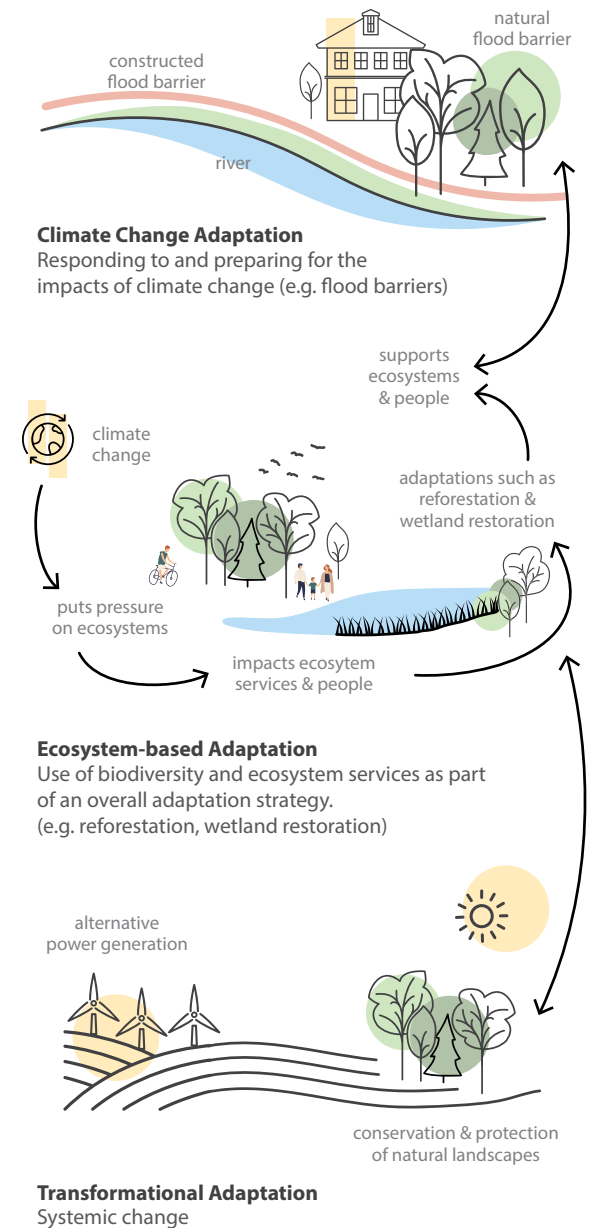 natural
flood barrier
constructed
flood barrier
river
Climate Change Adaptation
Responding to and preparing for the
impacts of climate change (e.g. flood barriers)
supports
ecosystems
& people
climate
change
adaptations such as
reforestation &
wetland restoration
puts pressure
on ecosystems
impacts ecosytem
services & people
Ecosystem-based Adaptation
Use of biodiversity and ecosystem services as part
of an overall adaptation strategy.
(e.g. reforestation, wetland restoration)
alternative
power generation
conservation & protection
of natural landscapes
Transformational Adaptation
Systemic change